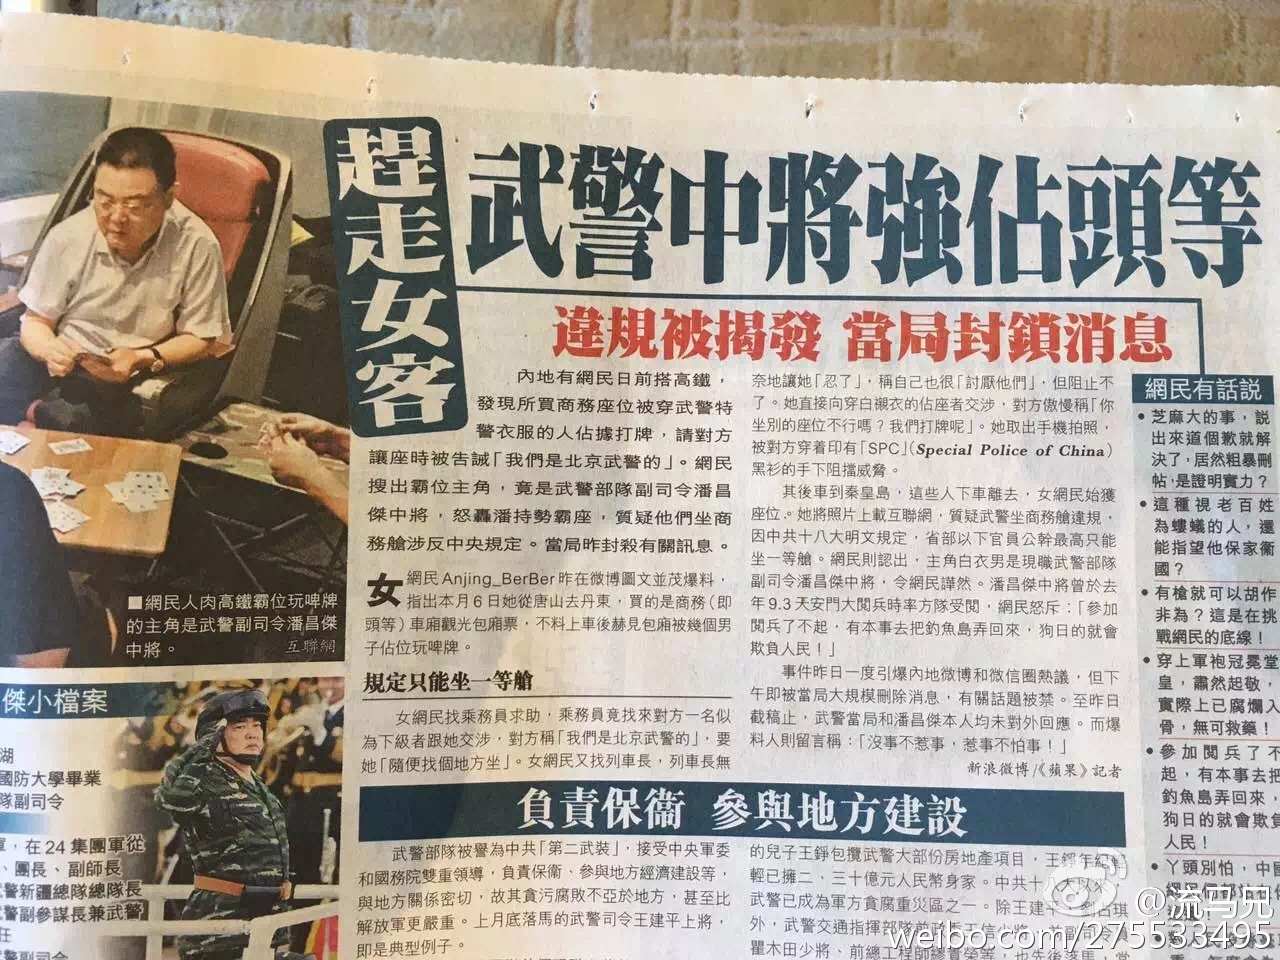 趕走女客
武警中將強佔頭等
違規被揭發 當局封鎖消息
內地有網民日前搭高鐵，
發現所買商務座位被穿武警特
警衣服的人佔據打牌，請對方
讓座時被告誡「我們是北京武警的」。網民
搜出霸位主角，竟是武警部隊副司令潘昌
傑中將，怒轟潘持勢霸座，質疑他們坐商
務艙涉反中央規定。當局昨封殺有關訊息。
女網民Anjing_BerBer昨在微博圖文並茂爆料，
指出本月6日她從唐山去丹東，買的是商務（即
頭等）車廂觀光包廂票，不料上車後赫見包廂被幾個男
子佔位玩啤牌。
規定只能坐一等艙
女網民找乘務員求助，乘務員竟找來對方一名似
為下級者跟她交涉，對方稱「我們是北京武警的」，要
她「隨便找個地方坐」。女網民又找列車長，列車長無
奈地讓她「忍了」，稱自己也很「討厭他們」，但阻止不
了。她直接向穿白襯衣的佔座者交涉，對方傲慢稱「你
坐別的座位不行嗎？我們打牌呢」。她取出手機拍照，
被對方穿着印有「SPC」（Special Police of China）
黑衫的手下阻擋威脅。
其後車到秦皇島，這些人下車離去，女網民始獲
座位。她將照片上載互聯網，質疑武警坐商務艙違規，
因中共十八大明文規定，省部以下官員公幹最高只能
坐一等艙。網民則認出，主角白衣男是現職武警部隊
副司令潘昌傑中將，令網民譁然。潘昌傑中將曾於去
年9.3天安門大閱兵時率方隊受閱，網民怒斥：「參加
閱兵了不起，有本事去把釣魚島弄回來，狗日的就會
欺負人民！」
事件昨日一度引爆內地微博和微信圈熱議，但下
午即被當局大規模刪除消息，有關話題被禁。至昨日
截稿止，武警當局和潘昌傑本人均未對外回應。而爆
料人則留言稱：「沒事不惹事，惹事不怕事！」
新浪微博/《蘋果》記者
網民有話說
芝麻大的事，説
出來道個歉就解
決了，居然粗暴刪
帖，是證明實力？
這種視老百姓
為螻蟻的人，還
能指望他保家衞
國？
有槍就可以胡作
非為？這是在挑
戰網民的底線！
穿上軍袍冠冕堂
皇，肅然起敬，
實際上已腐爛入
骨，無可救藥！
參加閱兵了不
起，有本事去把
釣魚島弄回來，
狗日的就會欺負
人民！
丫頭別怕，中國
■網民人肉高鐵霸位玩啤牌
的主角是武警副司令潘昌傑
中將。 互聯網
傑小檔案
湖
國防大學畢業
隊副司令
軍，在24集團軍從
、團長、副師長
武警新疆總隊總隊長
警副參謀長兼武警
任
武警副司令
負責保衞 參與地方建設
武警部隊被譽為中共「第二武裝」，接受中央軍委
和國務院雙重領導，負責保衞、參與地方經濟建設等，
與地方關係密切，故其貪污腐敗不亞於地方，甚至比
解放軍更嚴重。上月底落馬的武警司令王建平上將，
即是典型例子。
的兒子王錚包攬武警大部份房地產項目，王錚年紀輕
輕已擁二、三十億元人民幣身家。中共十八大以來，
武警已成為軍方貪腐重災區之一。除王建平、劉占琪
外，武警交通指揮部隊前政委王信少將、前副司令
瞿木田少將、前總工程師繆貴榮等，也先後落馬，當
@流马兄
weibo.com/275533495